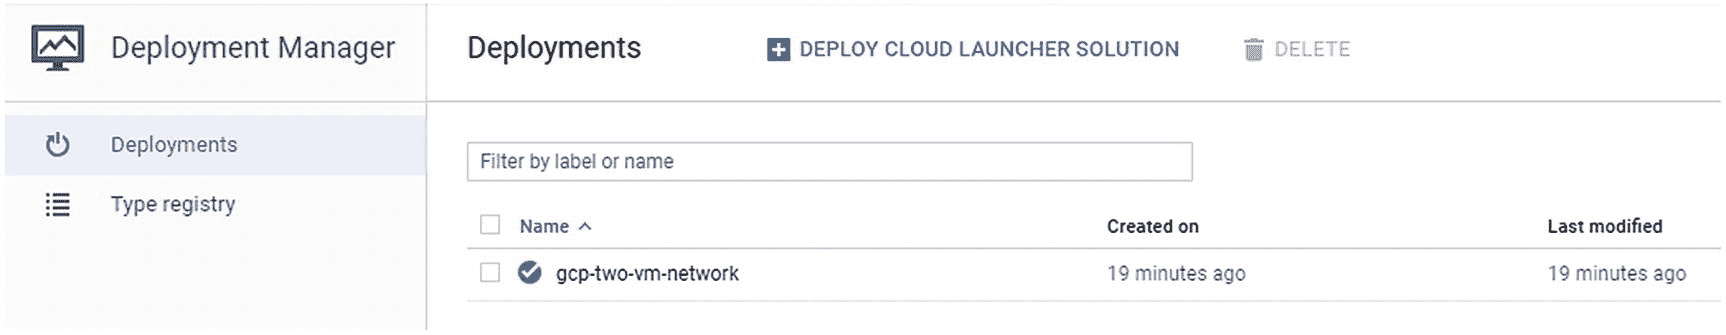 Deployment Manager
Deployments
DEPLOY CLOUD LAUNCHER SOLUTION
DELETE
Deployments
Type registry
Filter by label or name
Name Created on Last modified
gcp-two-vm-network 19 minutes ago 19 minutes ago